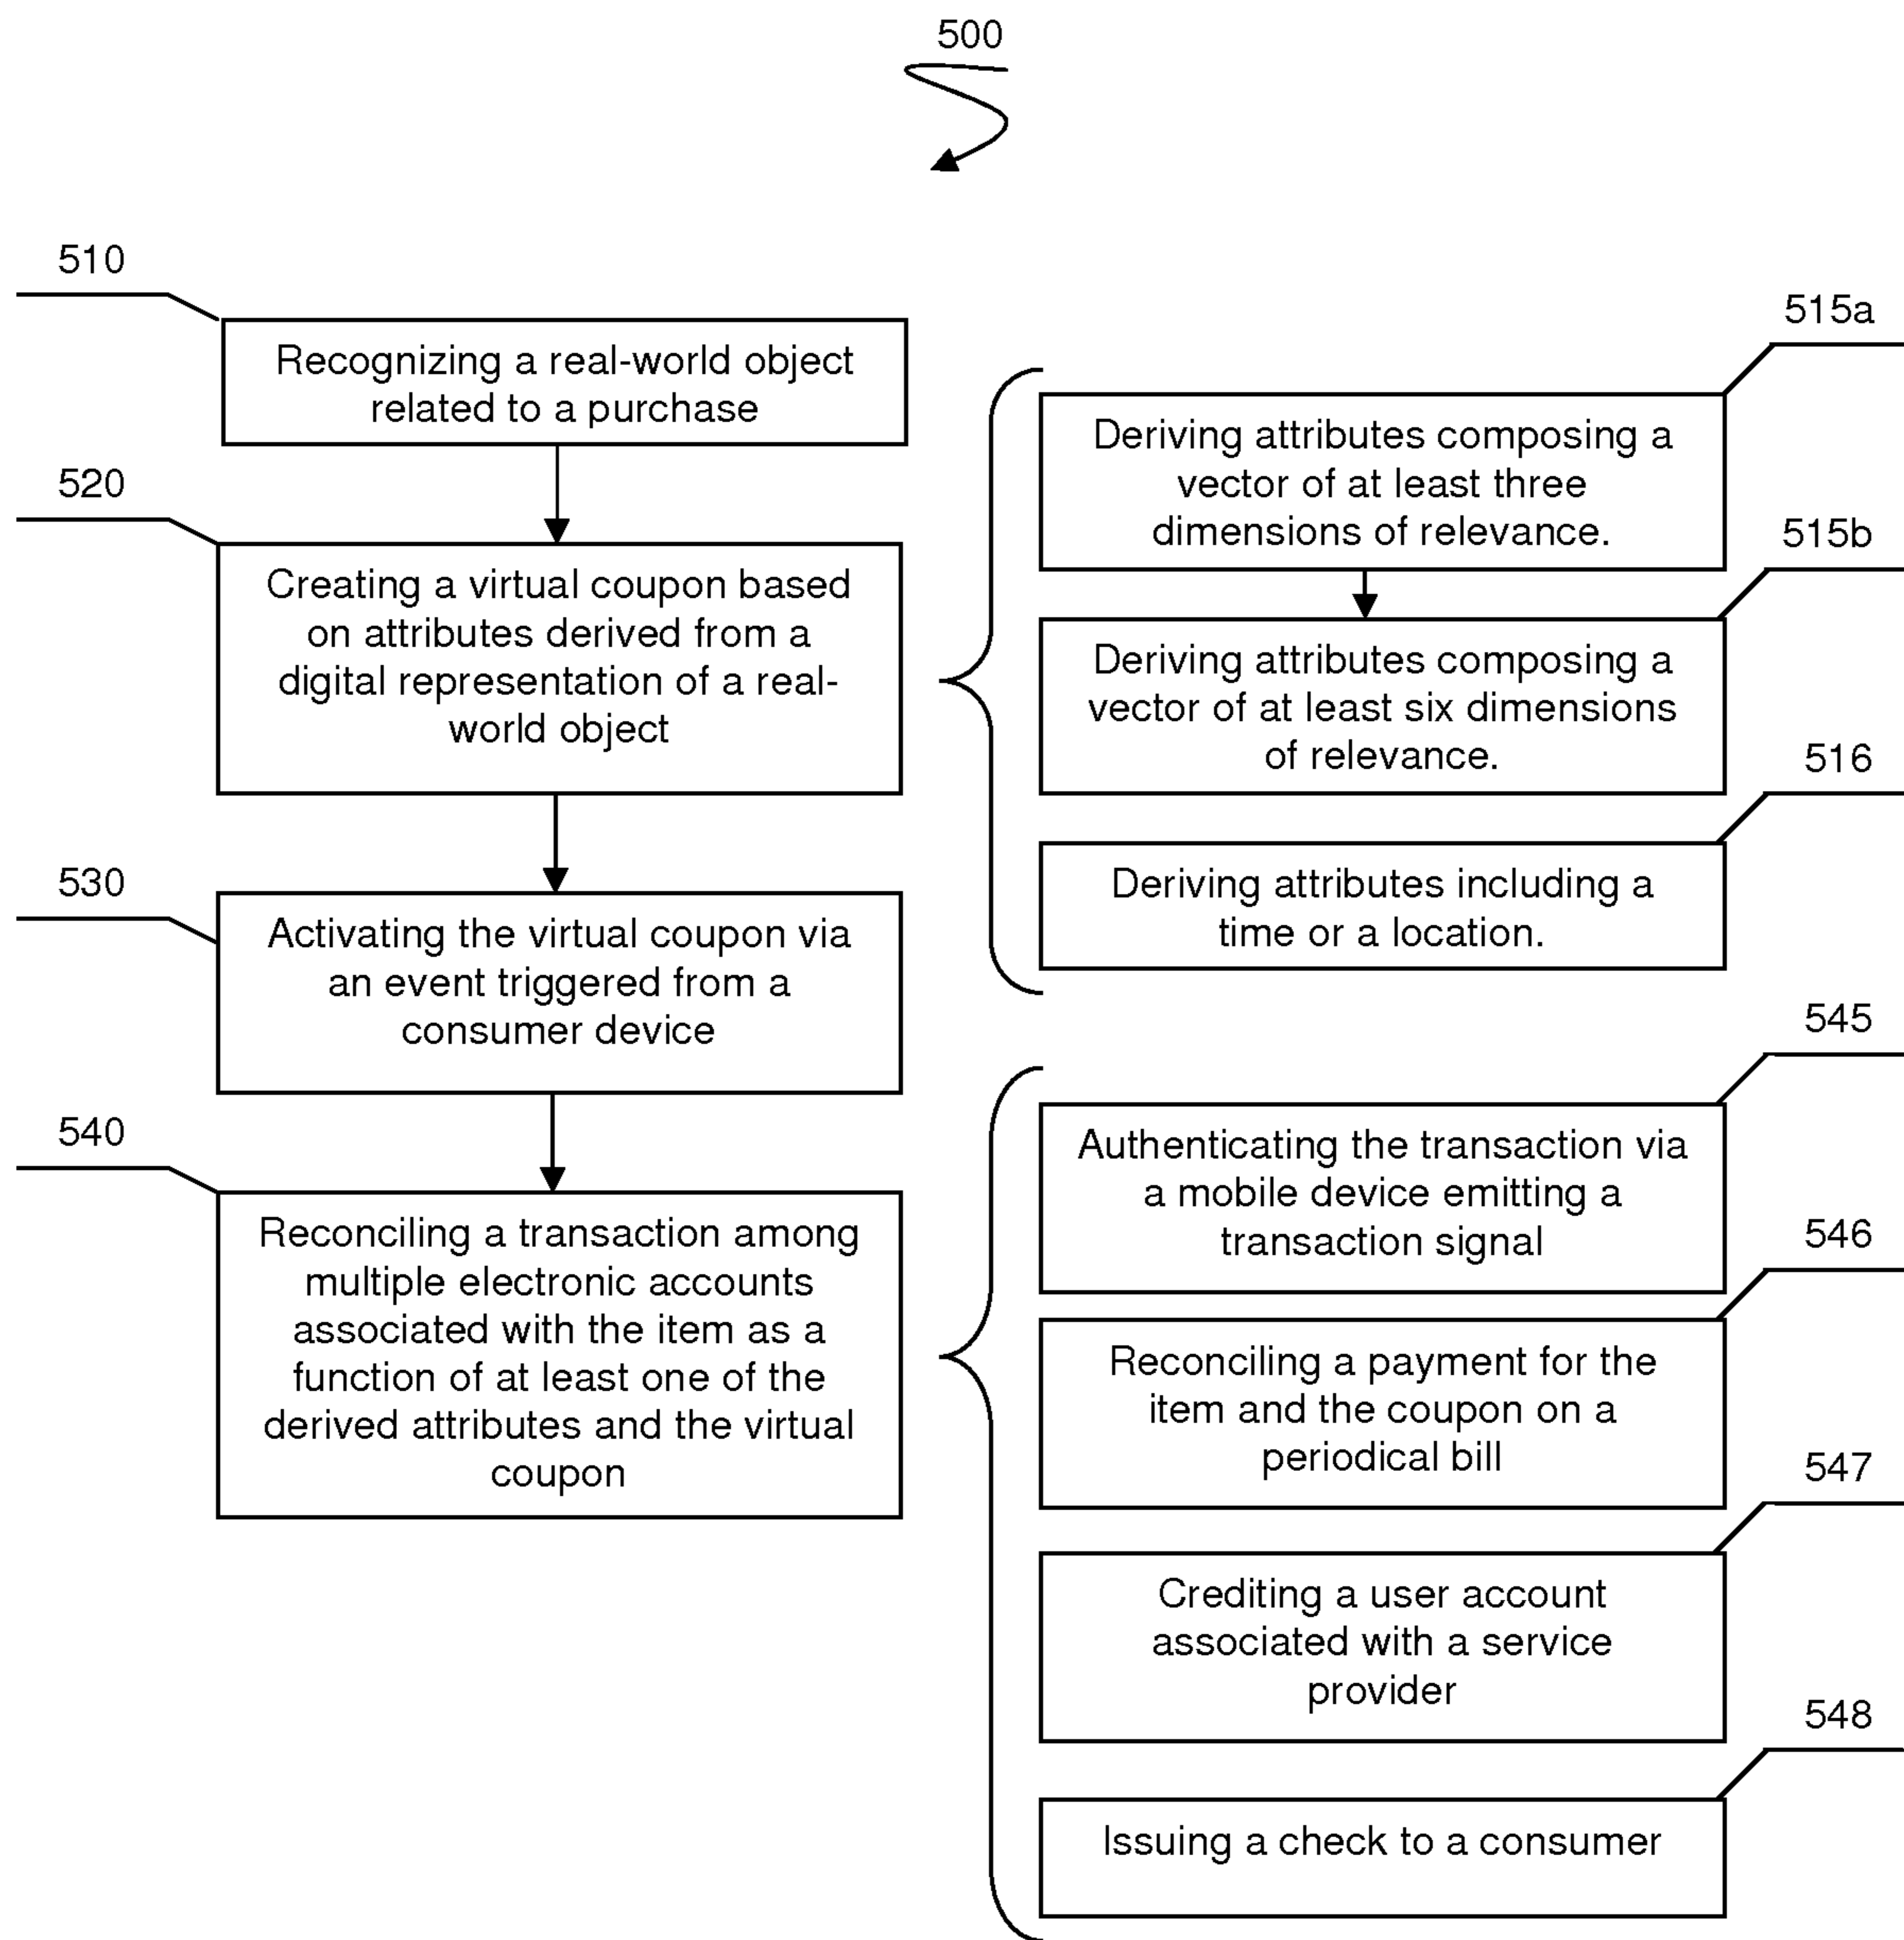 500
510
Recognizing a real-world object
related to a purchase
520
Creating a virtual coupon based
on attributes derived from a
digital representation of a real-
world object
530
Activating the virtual coupon via
an event triggered from a
consumer device
540
Reconciling a transaction among
multiple electronic accounts
associated with the item as a
function of at least one of the
derived attributes and the virtual
coupon
515a
Deriving attributes composing a
vector of at least three
dimensions of relevance.
515b
Deriving attributes composing a
vector of at least six dimensions
of relevance.
516
Deriving attributes including a
time or a location.
545
Authenticating the transaction via
a mobile device emitting a
transaction signal
546
Reconciling a payment for the
item and the coupon on a
periodical bill
547
Crediting a user account
associated with a service
provider
548
Issuing a check to a consumer